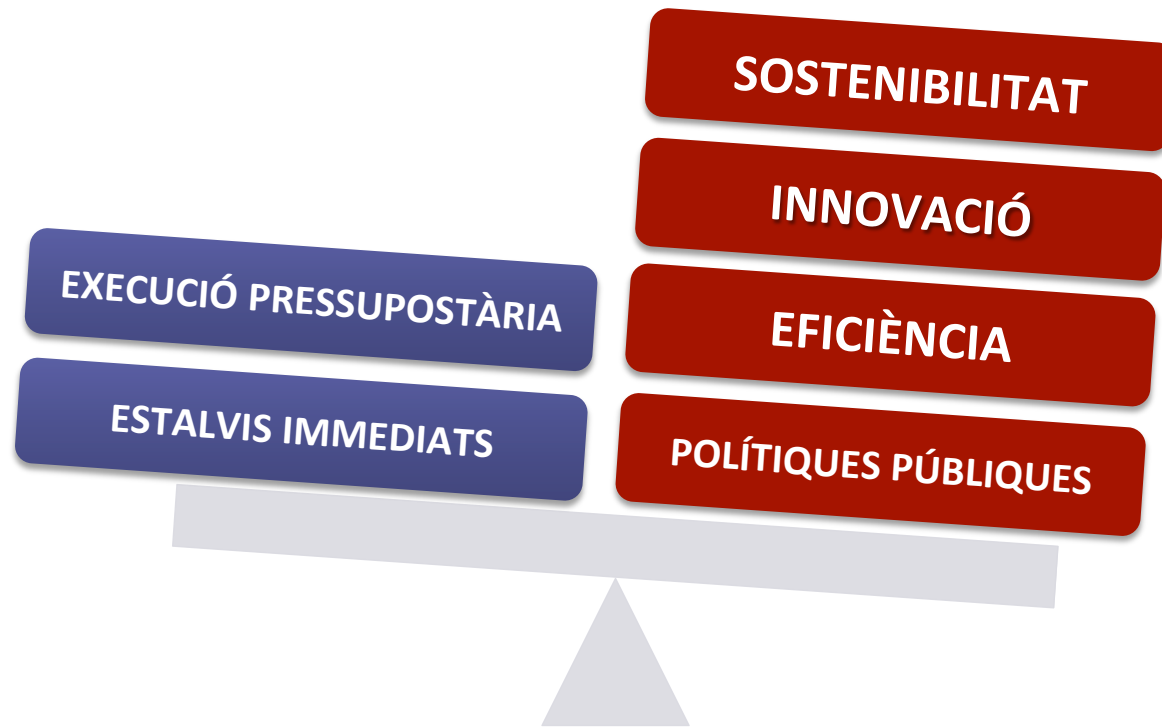 EXECUCIÓ PRESSUPOSTÀRIA
ESTALVIS IMMEDIATS
SOSTENIBILITAT
INNOVACIÓ
EFICIÈNCIA
POLÍTIQUES PÚBLIQUES